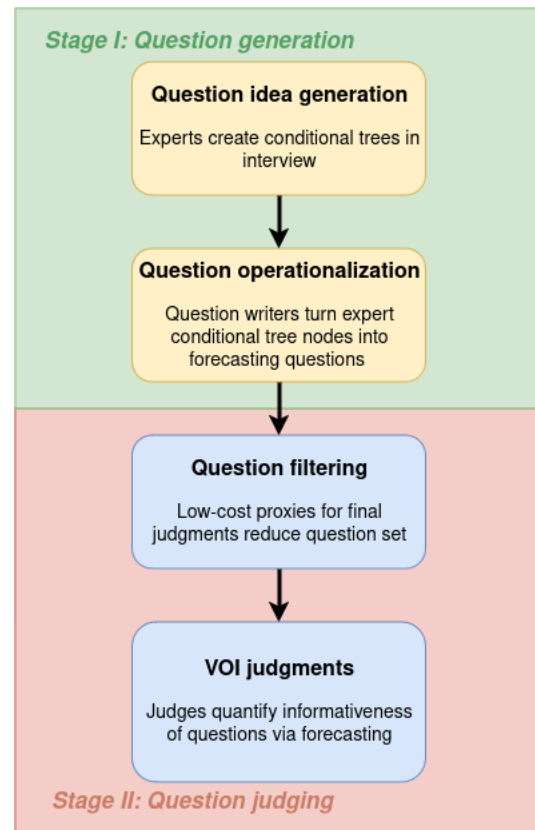 Stage I: Question generation
Question idea generation
Experts create conditional trees in
interview
Question operationalization
Question writers turn expert
conditional tree nodes into
forecasting questions
Question filtering
Low-cost proxies for final
judgments reduce question set
VOI judgments
Judges quantify informativeness
of questions via forecasting
Stage II: Question judging